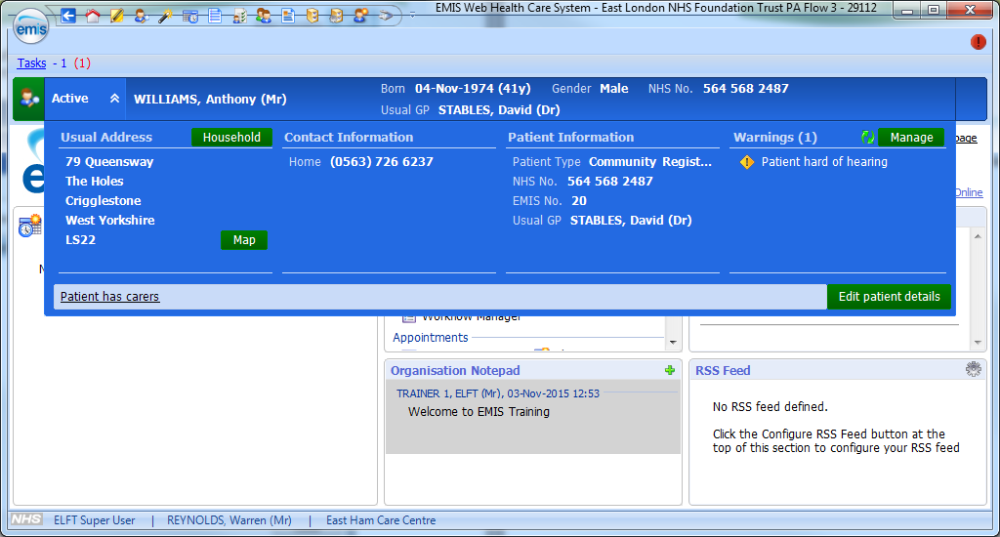 EMIS Web Health Care System - East London NHS Foundation Trust PA Flow 3 - 29112
emis
Tasks - 1 (1)
Active
WILLIAMS, Anthony (Mr)
Born 04-Nov-1974 (41y) Gender Male NHS No. 564 568 2487
Usual GP STABLES, David (Dr)
Usual Address Household
79 Queensway
The Holes
Crigglestone
West Yorkshire
LS22 Map
Contact Information
Home (0563) 726 6237
Patient Information
Patient Type Community Regist...
NHS No. 564 568 2487
EMIS No. 20
Usual GP STABLES, David (Dr)
Warnings (1) Manage
Patient hard of hearing
page
Online
Patient has carers
Edit patient details
Workflow Manager
Appointments
Organisation Notepad
TRAINER 1, ELFT (Mr), 03-Nov-2015 12:53
Welcome to EMIS Training
RSS Feed
No RSS feed defined.
Click the Configure RSS Feed button at the
top of this section to configure your RSS feed
NHS ELFT Super User | REYNOLDS, Warren (Mr) | East Ham Care Centre